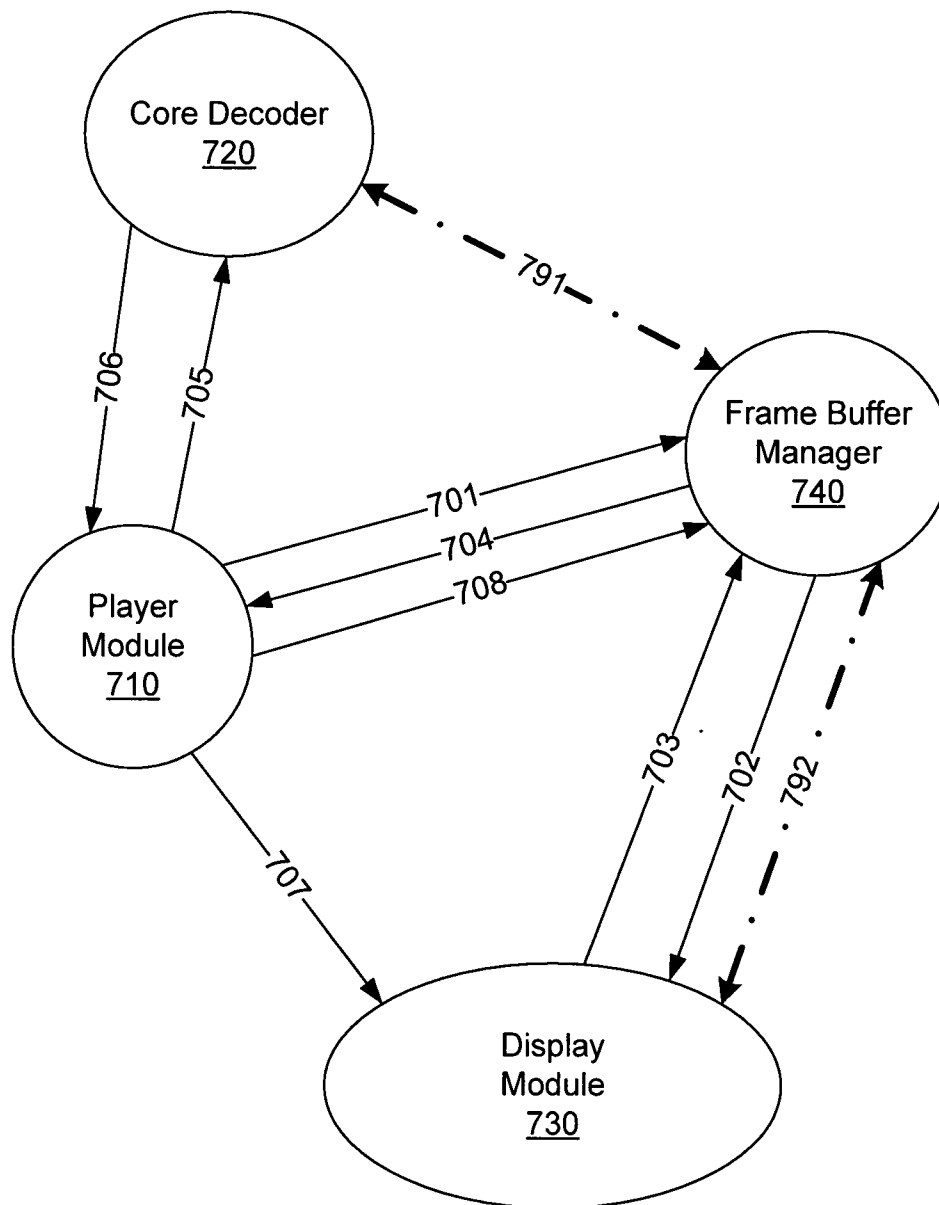 Core Decoder
720
791
706
705
Frame Buffer
Manager
740
701
704
708
Player
Module
710
703
702
792
707
Display
Module
730